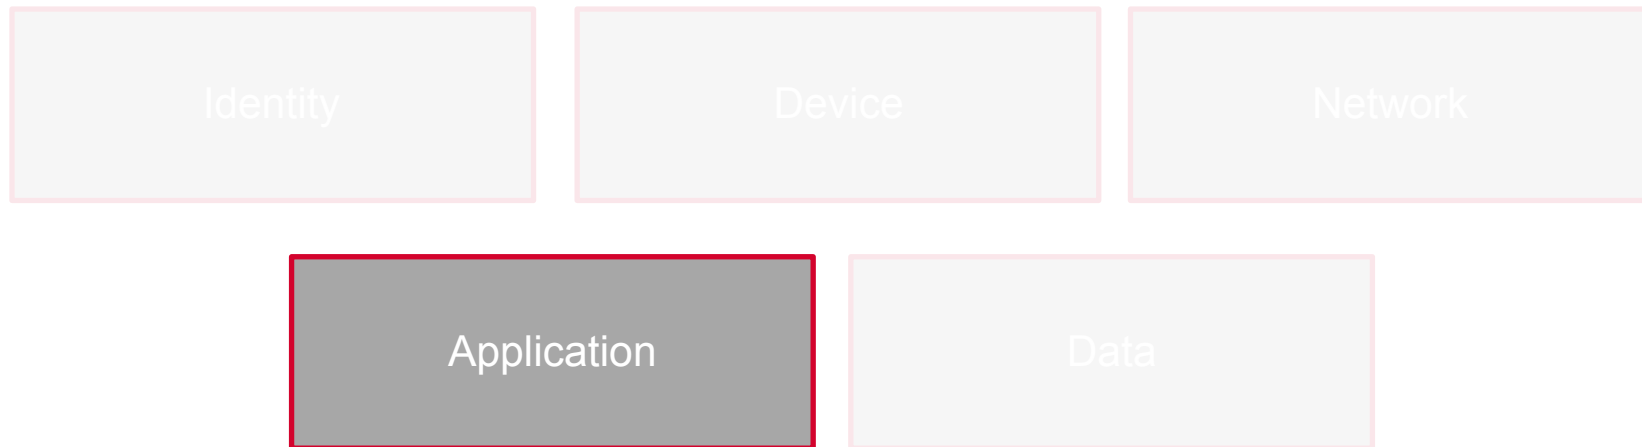 Identity
Device
Network
Application
Data